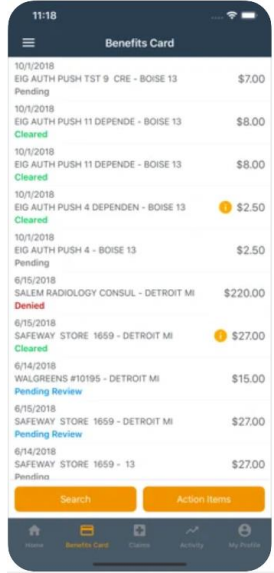 11:18
Benefits Card
10/1/2018
EIG AUTH PUSH TST 9 CRE - BOISE 13 $7.00
Pending
10/1/2018
EIG AUTH PUSH 11 DEPENDE - BOISE 13 $8.00
Cleared
10/1/2018
EIG AUTH PUSH 11 DEPENDE - BOISE 13 $8.00
Cleared
10/1/2018
EIG AUTH PUSH 4 DEPENDEN - BOISE 13 $2.50
Cleared
10/1/2018
EIG AUTH PUSH 4 - BOISE 13 $2.50
Pending
6/15/2018
SALEM RADIOLOGY CONSUL - DETROIT MI $220.00
Denied
6/15/2018
SAFEWAY STORE 1659 - DETROIT MI $27.00
Cleared
6/14/2018
WALGREENS #10195 - DETROIT MI $15.00
Pending Review
6/15/2018
SAFEWAY STORE 1659 - DETROIT MI $27.00
Pending Review
6/14/2018
SAFEWAY STORE 1659 - 13 $27.00
Pending
Search Action Items
Home Benefits Card Claims Activity My Profile